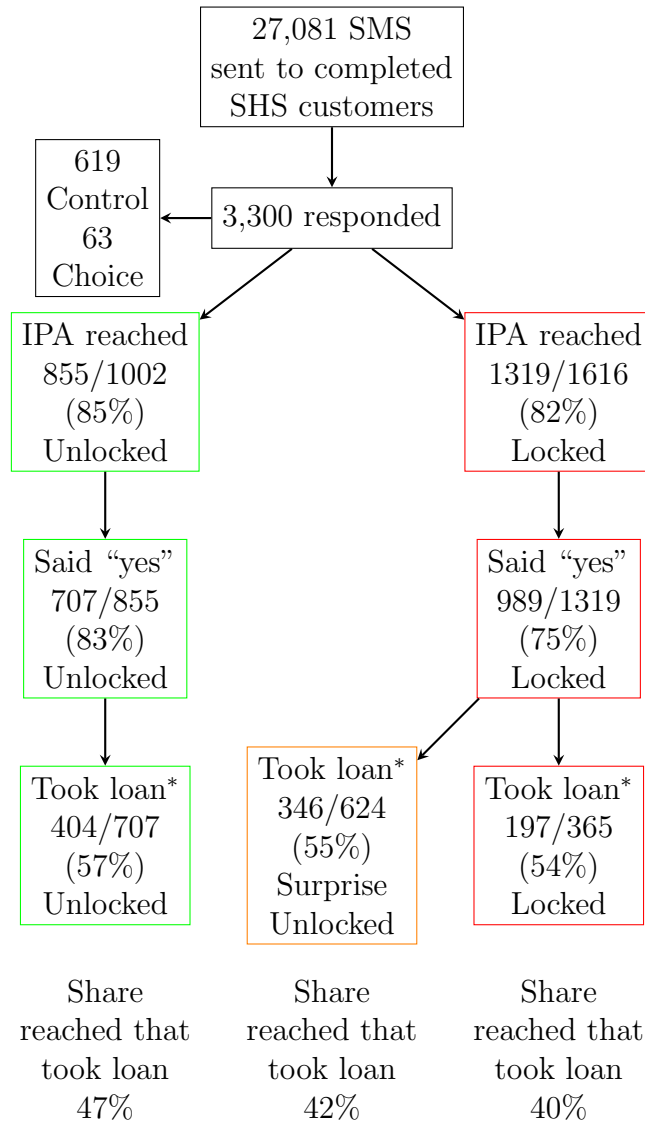 27,081 SMS
sent to completed
SHS customers
619
Control
63
Choice
3,300 responded
IPA reached
855/1002
(85%)
Unlocked
IPA reached
1319/1616
(82%)
Locked
Said “yes”
707/855
(83%)
Unlocked
Said “yes”
989/1319
(75%)
Locked
Took loan*
404/707
(57%)
Unlocked
Took loan*
346/624
(55%)
Surprise
Unlocked
Took loan*
197/365
(54%)
Locked
Share
reached that
took loan
47%
Share
reached that
took loan
42%
Share
reached that
took loan
40%